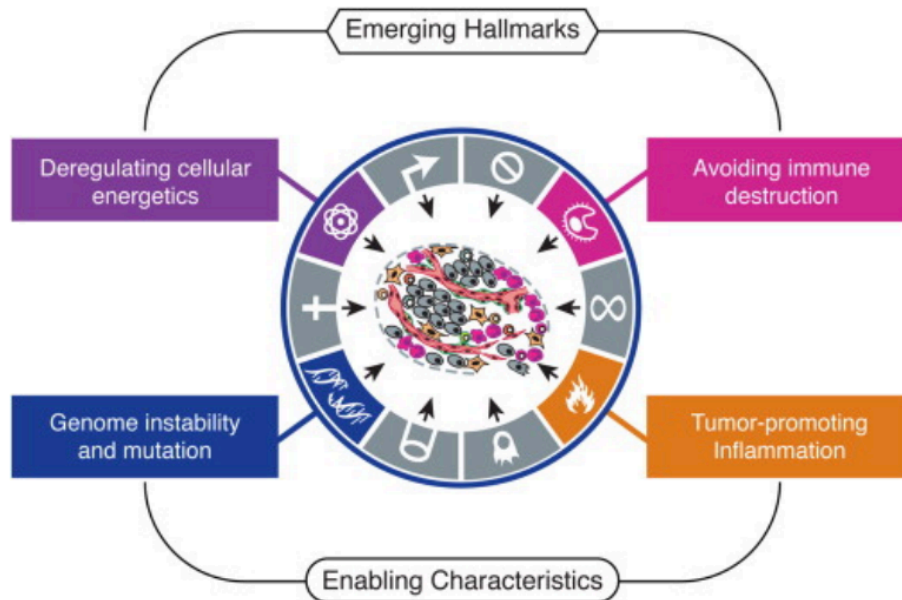 Emerging Hallmarks
Deregulating cellular
energetics
Avoiding immune
destruction
Genome instability
and mutation
Tumor-promoting
Inflammation
Enabling Characteristics